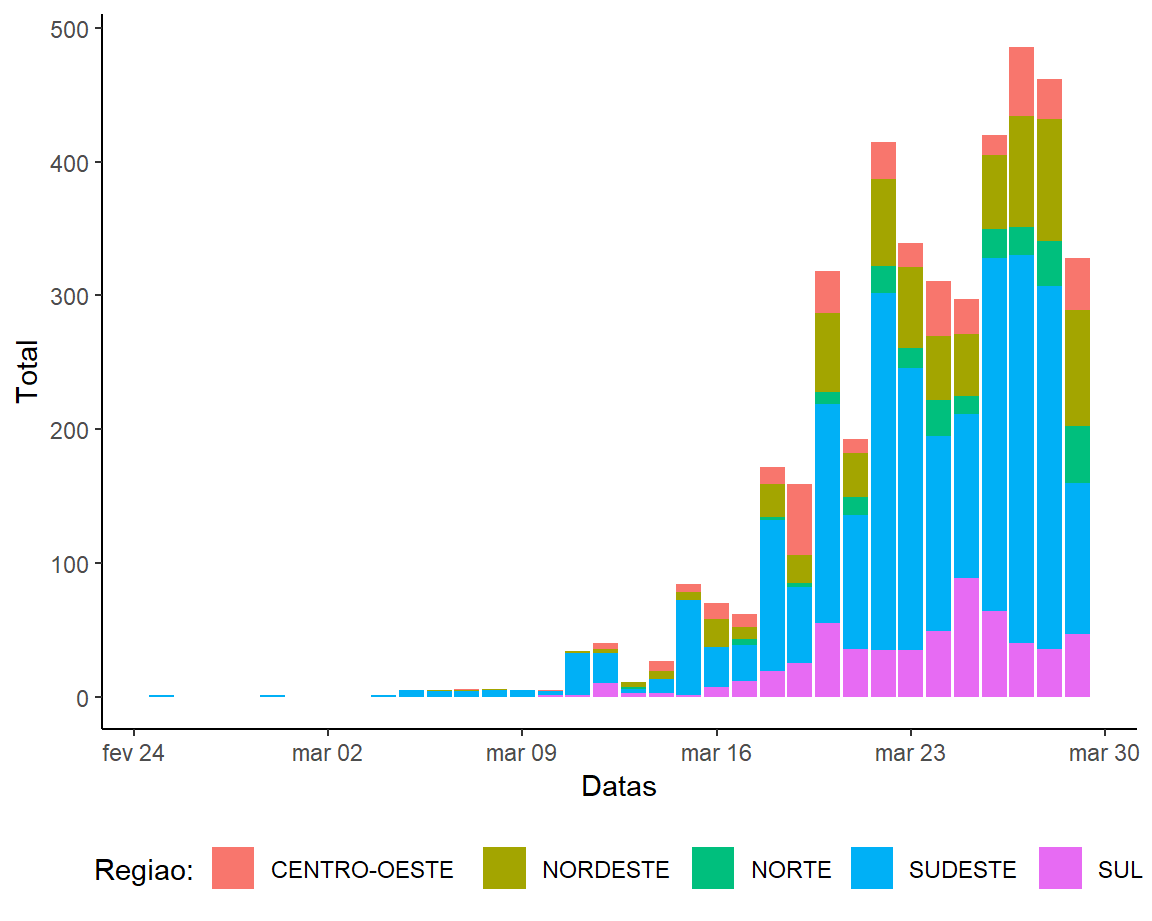 500
400
300
200
100
0
Total
fev 24 mar 02 mar 09 mar 16 mar 23 mar 30
Datas
Regiao: CENTRO-OESTE NORDESTE NORTE SUDESTE SUL